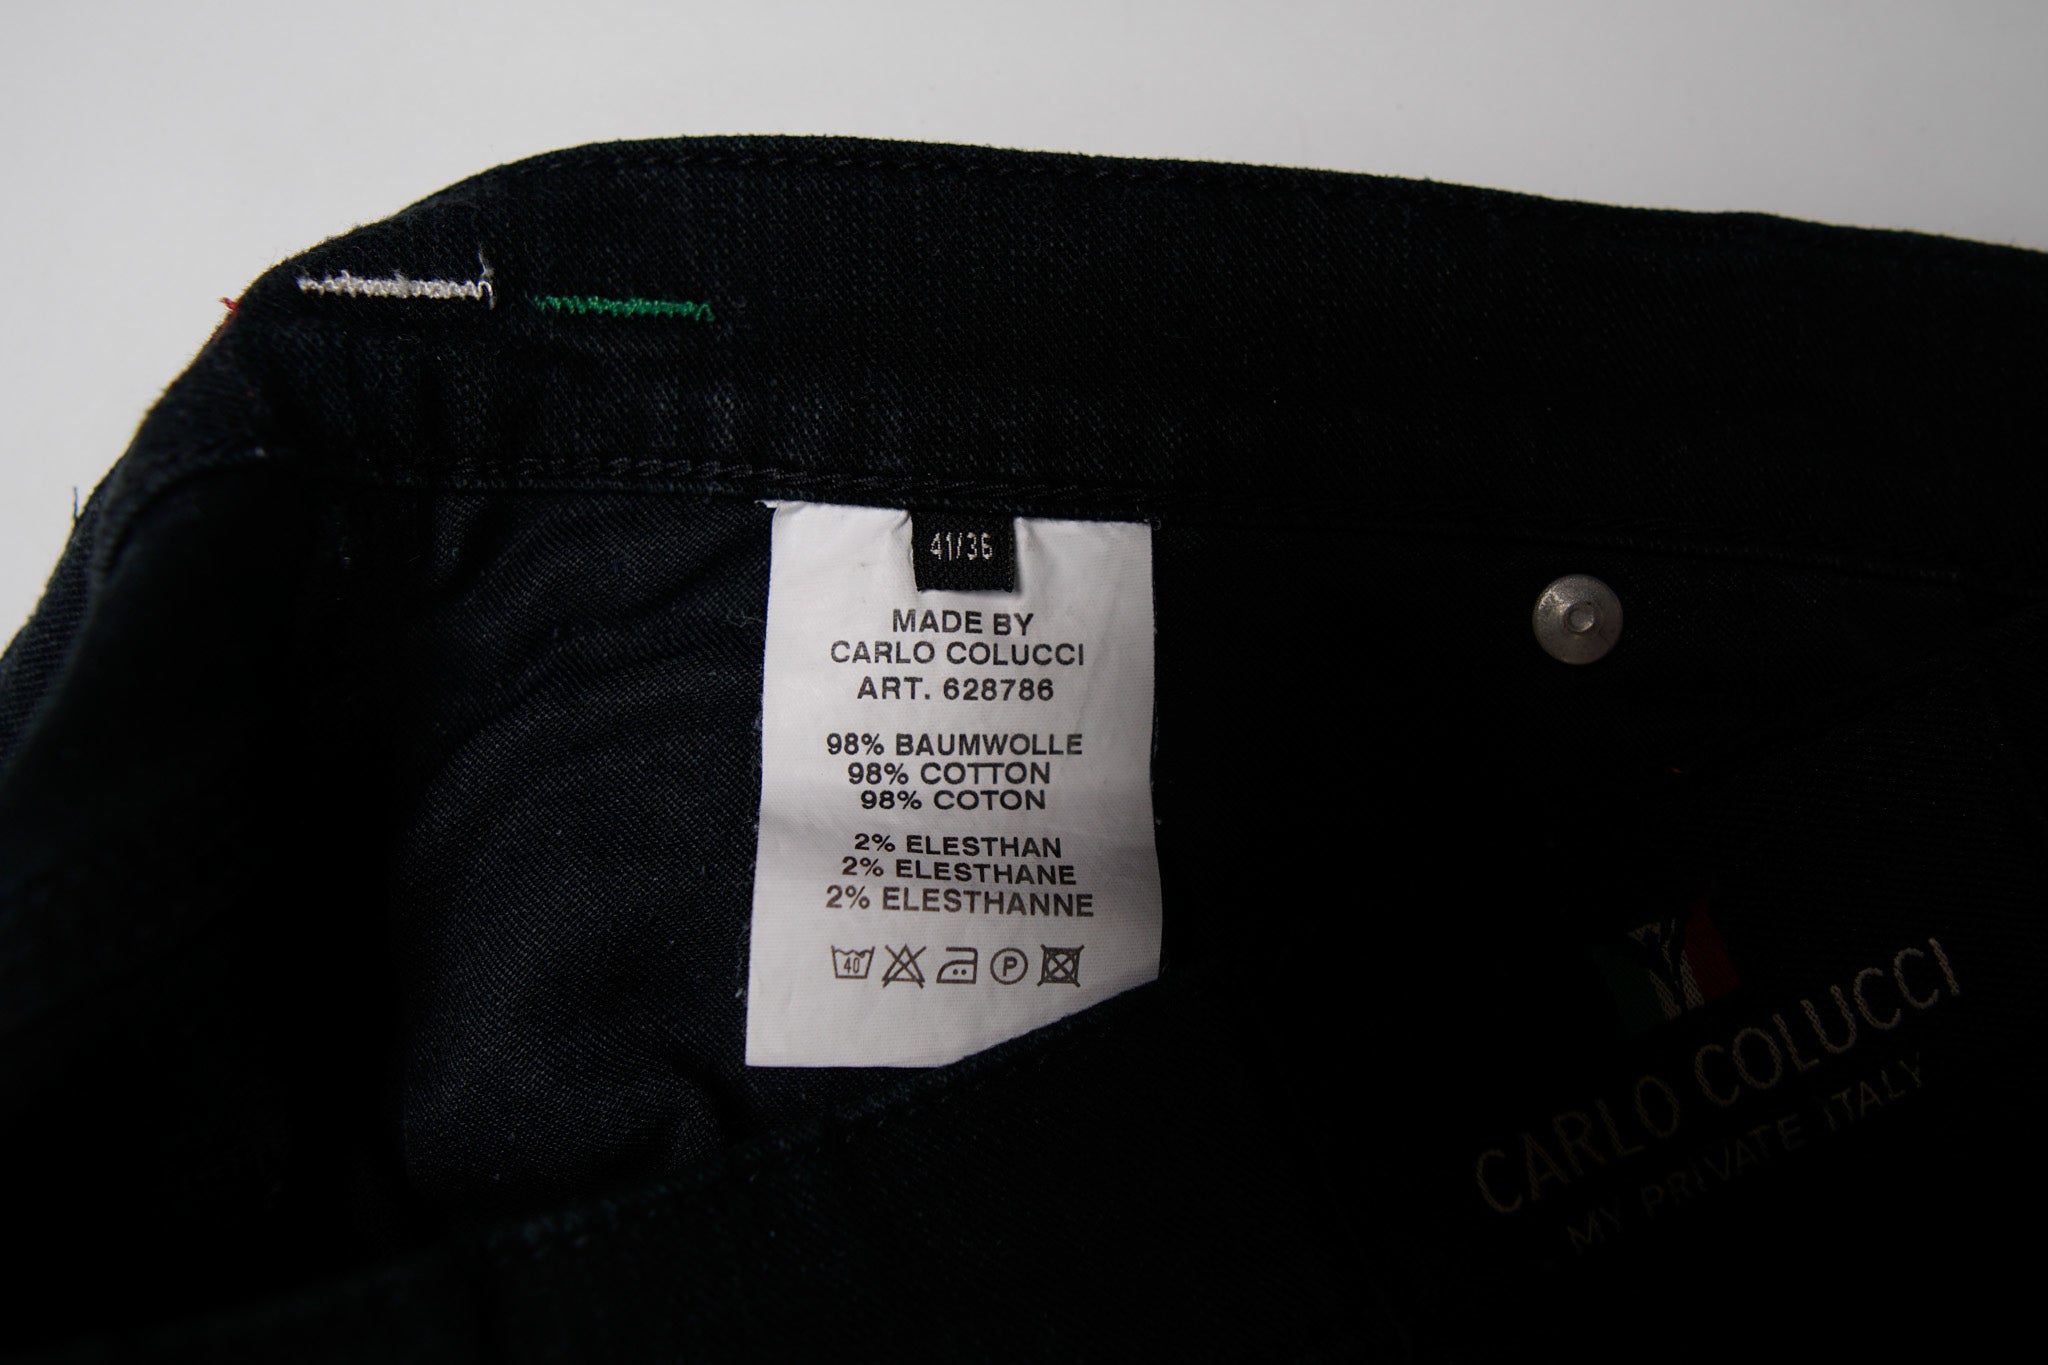 41/36
MADE BY
CARLO COLUCCI
ART. 628786
98% BAUMWOLLE
98% COTTON
98% COTON
2% ELESTHAN
2% ELESTHANE
2% ELESTHANNE
40 P
CARLO COLUCCI
MY PRIVATE ITALY